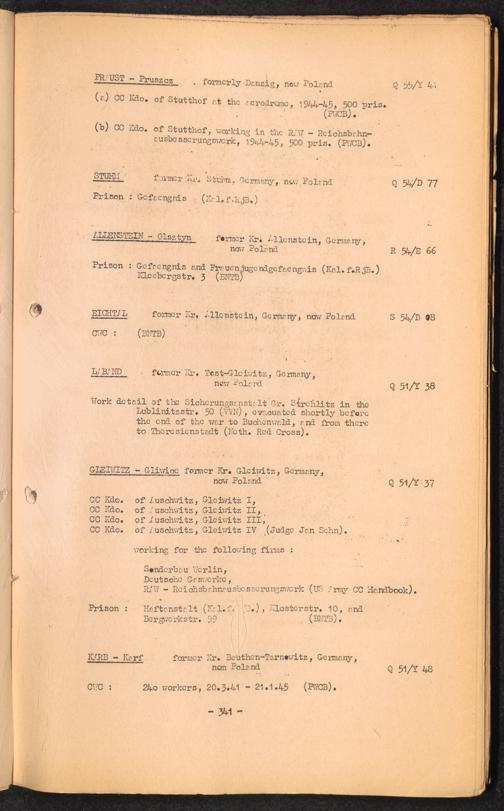 PRAUST - Pruszcz , formerly Danzig, now Poland Q 55/Y 41
(a) CC Kdo. of Stutthof at the aerodrome, 1944-45, 500 pris.
(PWCB).
(b) CC Kdo. of Stutthof, working in the RAW - Reichsbahn-
ausbesserungswerk, 1944-45, 500 pris. (PWCB).
STUHM former Kr. Stuhm, Germany, now Poland Q 54/D 77
Prison : Gefaengnis (Kal.f.RJB.)
ALLENSTEIN - Olsztyn former Kr. Allenstein, Germany,
now Poland R 54/E 66
Prison : Gefaengnis and Frauenjugendgefaengnis (Kal.f.RJB.)
Kleebergstr. 3 (BNTB)
EICHTAL former Kr. Allenstein, Germany, now Poland S 54/B 08
CWC : (BNTB)
LABAND former Kr. Tost-Gleiwitz, Germany,
now Poland Q 51/Y 38
Work detail of the Sicherungsanstalt Gr. Strehlitz in the
Lublinitzstr. 50 (VVN), evacuated shortly before
the end of the war to Buchenwald, and from there
to Theresienstadt (Neth. Red Cross).
GLEIWITZ - Gliwice former Kr. Gleiwitz, Germany,
now Poland Q 51/Y 37
CC Kdo. of Auschwitz, Gleiwitz I,
CC Kdo. of Auschwitz, Gleiwitz II,
CC Kdo. of Auschwitz, Gleiwitz III,
CC Kdo. of Auschwitz, Gleiwitz IV (Judge Jan Sehn).
working for the following firms :
Sonderbau Werlin,
Deutsche Gaswerke,
RAW - Reichsbahnausbesserungswerk (US Army CC Handbook).
Prison : Haftanstalt (Kal.f. ), Klosterstr. 10, and
Bergwerkstr. 99 (BNTB).
KARB - Karf former Kr. Beuthen-Tarnowitz, Germany,
now Poland Q 51/Y 48
CWC : 240 workers, 20.3.41 - 21.1.45 (PWCB).
- 341 -